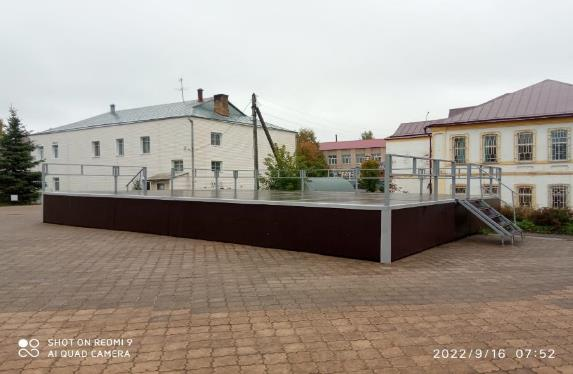 SHOT ON REDMI 9
AI QUAD CAMERA
2022/9/16 07:52